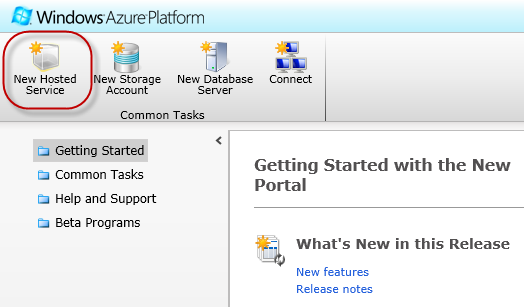 Windows Azure Platform
New Hosted Service
New Storage Account
New Database Server
Connect
Common Tasks
Getting Started
Common Tasks
Help and Support
Beta Programs
Getting Started with the New
Portal
What's New in this Release
New features
Release notes